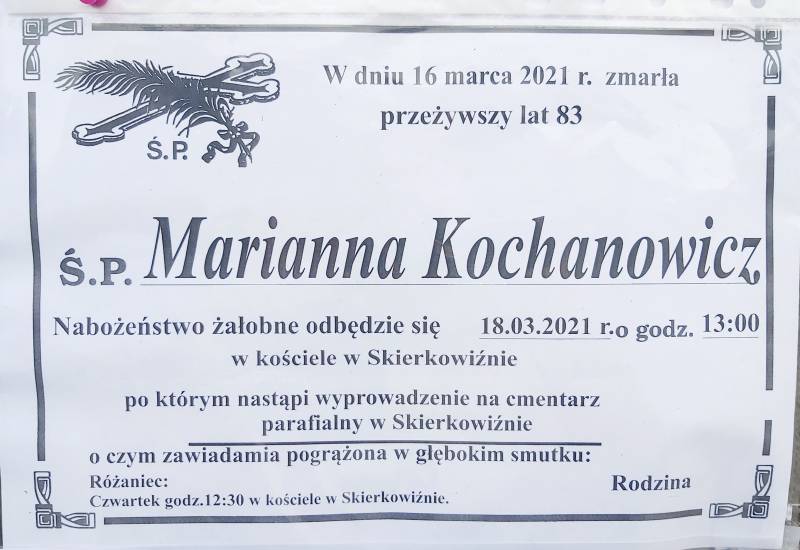 W dniu 16 marca 2021 r. zmarła
przeżywszy lat 83
Ś.P.
Ś.P. Marianna Kochanowicz
Nabożeństwo żałobne odbędzie się 18.03.2021 r.o godz. 13:00
w kościele w Skierkowiźnie
po którym nastąpi wyprowadzenie na cmentarz
parafialny w Skierkowiźnie
o czym zawiadamia pogrążona w głębokim smutku:
Różaniec:
Rodzina
Czwartek godz.12:30 w kościele w Skierkowiźnie.